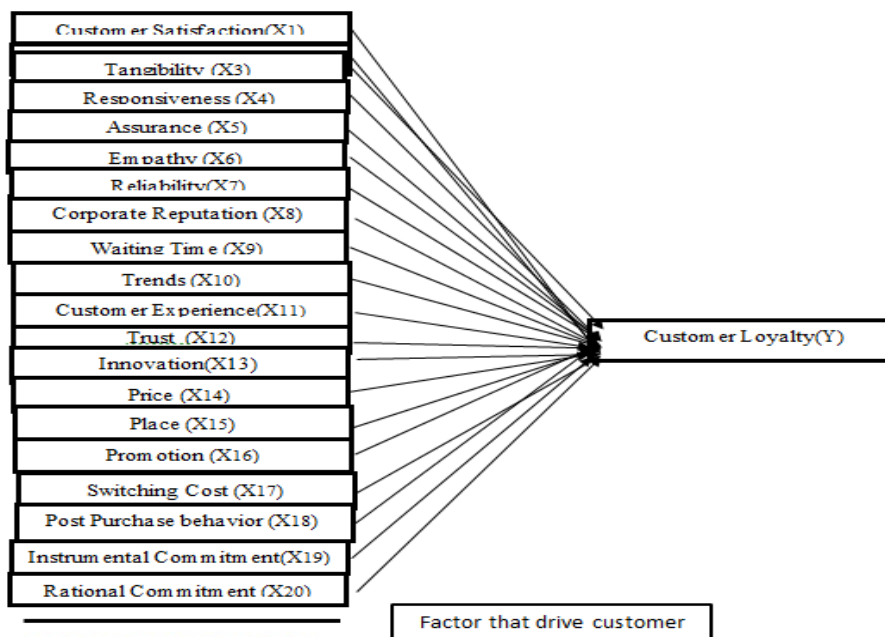 Customer Satisfaction(X1)
Tangibility (X3)
Responsiveness (X4)
Assurance (X5)
Empathy (X6)
Reliability(X7)
Corporate Reputation (X8)
Waiting Time (X9)
Trends (X10)
Customer Experience(X11)
Trust (X12)
Innovation(X13)
Price (X14)
Place (X15)
Promotion (X16)
Switching Cost (X17)
Post Purchase behavior (X18)
Instrumental Commitment(X19)
Rational Commitment (X20)
Customer Loyalty(Y)
Factor that drive customer